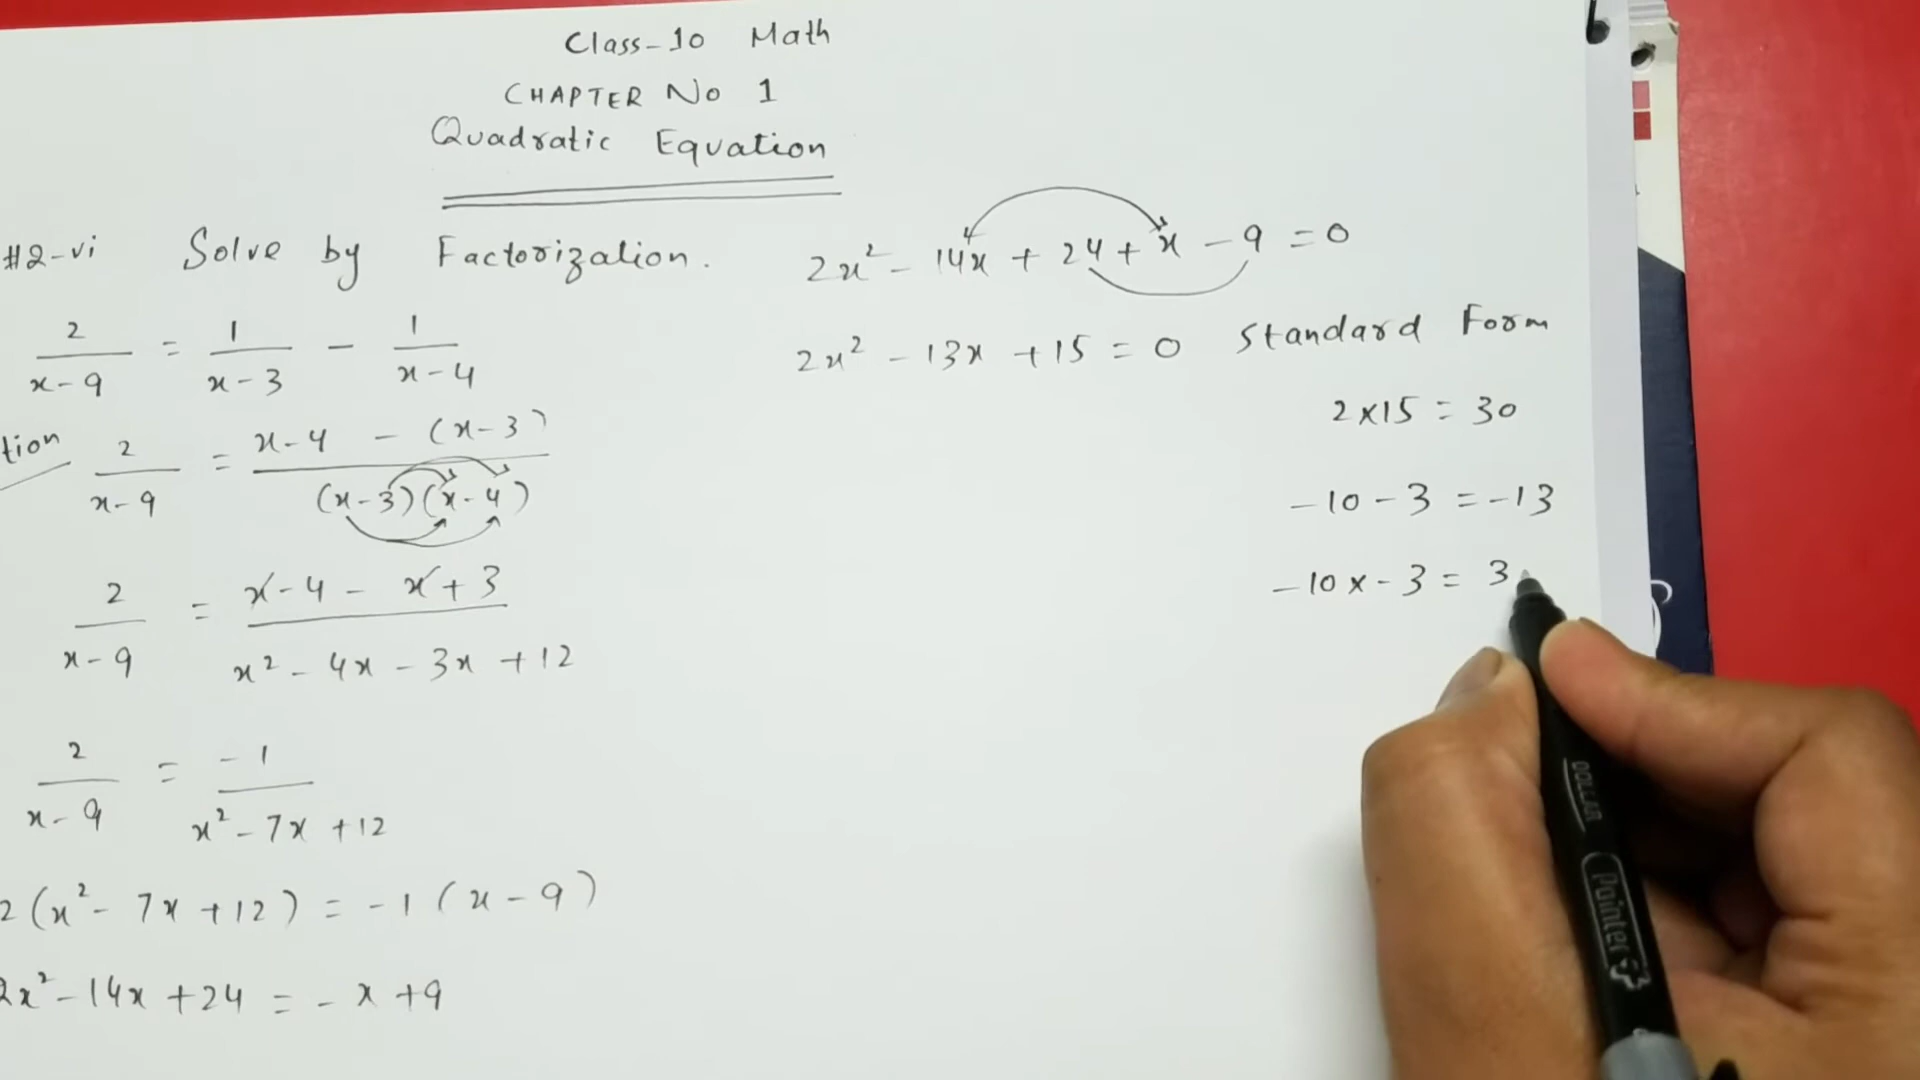 Class-10 Math
CHAPTER No 1
Quadratic Equation
#2-vi Solve by Factorization.
2/(x-9) = 1/(x-3) - 1/(x-4)
tion
2/(x-9) = (x-4 - (x-3))/((x-3)(x-4))
2/(x-9) = (x-4 - x+3)/(x² - 4x - 3x + 12)
2/(x-9) = -1/(x² - 7x + 12)
2(x² - 7x + 12) = -1(x - 9)
2x² - 14x + 24 = - x + 9
2x² - 14x + 24 + x - 9 = 0
2x² - 13x + 15 = 0 Standard Form
2 × 15 = 30
-10 - 3 = -13
-10 x - 3 = 3
DOLLAR
Pointer